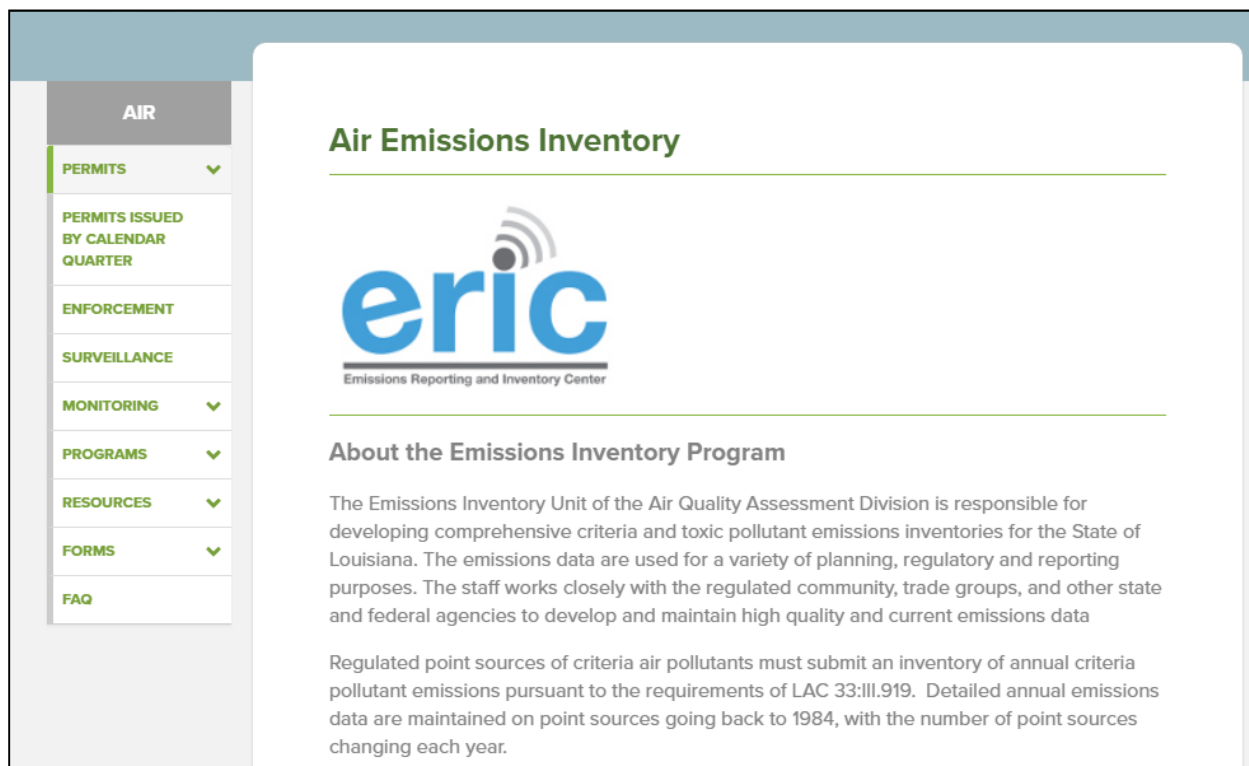 AIR
PERMITS
PERMITS ISSUED
BY CALENDAR
QUARTER
ENFORCEMENT
SURVEILLANCE
MONITORING
PROGRAMS
RESOURCES
FORMS
FAQ
Air Emissions Inventory
eric
Emissions Reporting and Inventory Center
About the Emissions Inventory Program
The Emissions Inventory Unit of the Air Quality Assessment Division is responsible for
developing comprehensive criteria and toxic pollutant emissions inventories for the State of
Louisiana. The emissions data are used for a variety of planning, regulatory and reporting
purposes. The staff works closely with the regulated community, trade groups, and other state
and federal agencies to develop and maintain high quality and current emissions data
Regulated point sources of criteria air pollutants must submit an inventory of annual criteria
pollutant emissions pursuant to the requirements of LAC 33:III.919.  Detailed annual emissions
data are maintained on point sources going back to 1984, with the number of point sources
changing each year.